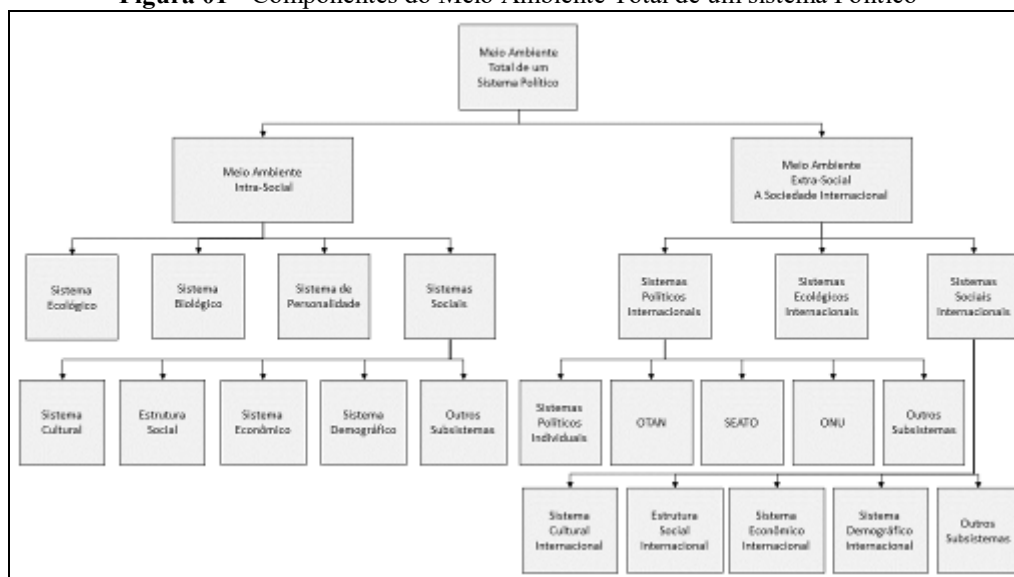 Figura 01 - Componentes do Meio Ambiente Total de um sistema Político
Meio Ambiente
Total de um
Sistema Político
Meio Ambiente
Intra-Social
Meio Ambiente
Extra-Social
A Sociedade Internacional
Sistema
Ecológico
Sistema
Biológico
Sistema de
Personalidade
Sistemas
Sociais
Sistemas
Políticos
Internacionais
Sistemas
Ecológicos
Internacionais
Sistemas
Sociais
Internacionais
Sistema
Cultural
Estrutura
Social
Sistema
Econômico
Sistema
Demográfico
Outros
Subsistemas
Sistemas
Políticos
Individuais
OTAN
SEATO
ONU
Outros
Subsistemas
Sistema
Cultural
Internacional
Estrutura
Social
Internacional
Sistema
Econômico
Internacional
Sistema
Demográfico
Internacional
Outros
Subsistemas